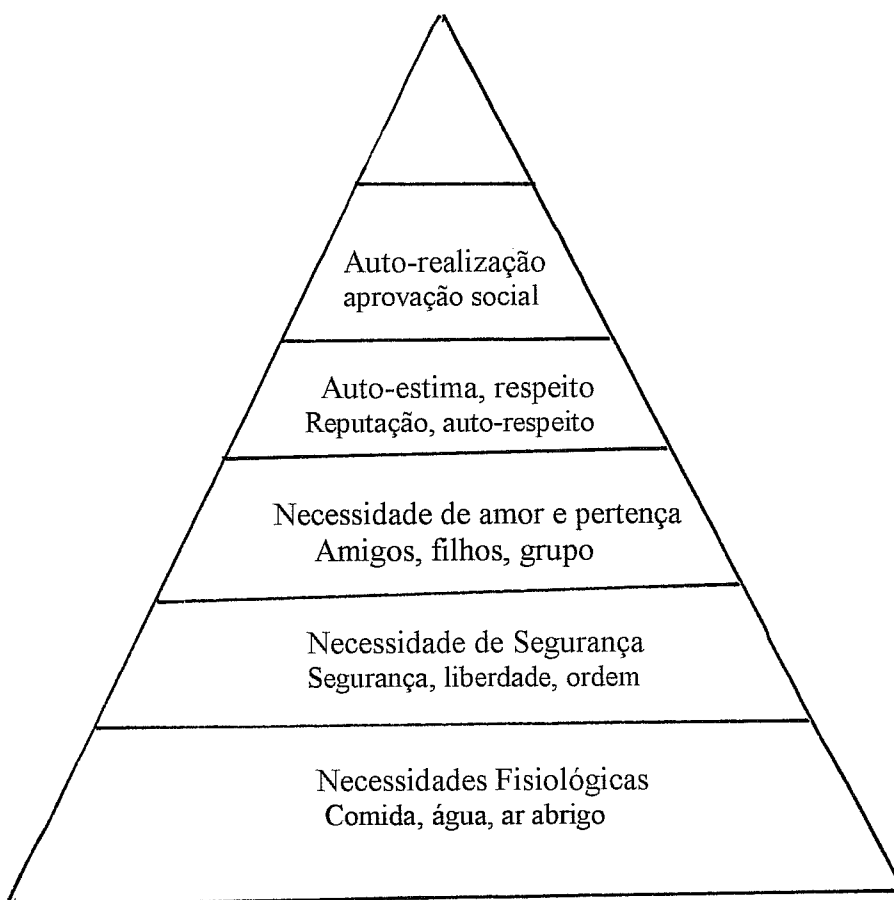 Auto-realização
aprovação social
Auto-estima, respeito
Reputação, auto-respeito
Necessidade de amor e pertença
Amigos, filhos, grupo
Necessidade de Segurança
Segurança, liberdade, ordem
Necessidades Fisiológicas
Comida, água, ar abrigo